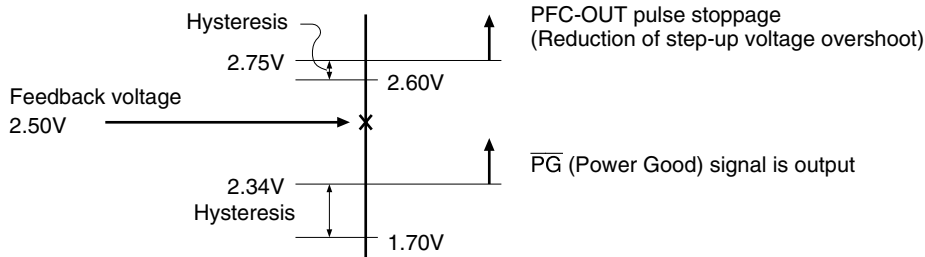 Hysteresis
PFC-OUT pulse stoppage
(Reduction of step-up voltage overshoot)
2.75V
2.60V
Feedback voltage
2.50V
P̅G̅ (Power Good) signal is output
2.34V
Hysteresis
1.70V